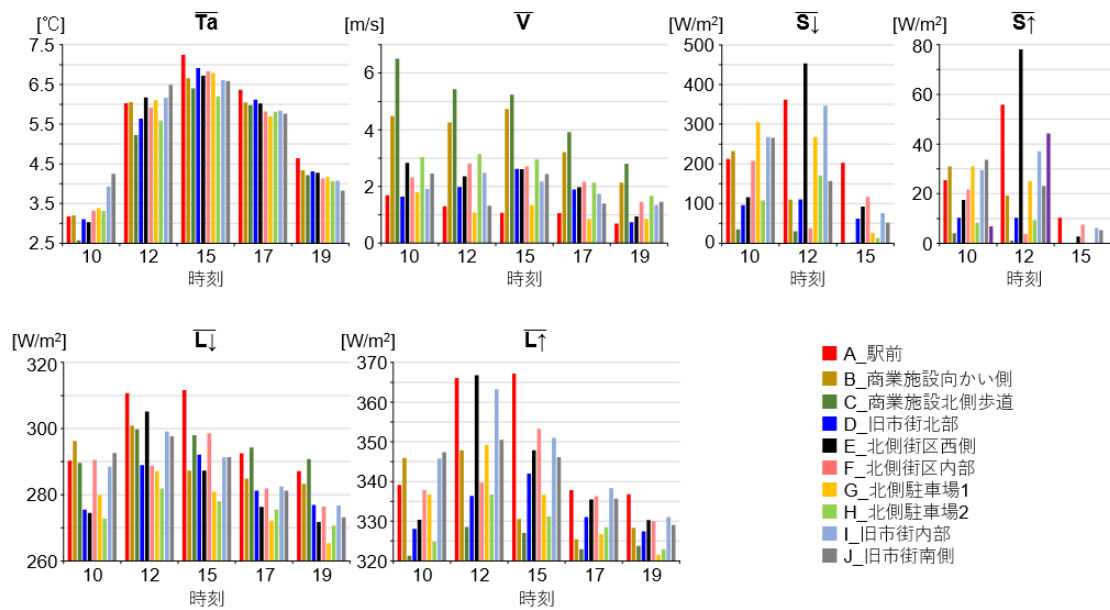 Ta
[℃]
7.5
6.5
5.5
4.5
3.5
2.5
10 12 15 17 19
時刻
V
[m/s]
6
4
2
0
10 12 15 17 19
時刻
S↓
[W/m²]
500
400
300
200
100
0
10 12 15
時刻
S↑
[W/m²]
80
60
40
20
0
10 12 15
時刻
L↓
[W/m²]
320
300
280
260
10 12 15 17 19
時刻
L↑
[W/m²]
370
360
350
340
330
320
10 12 15 17 19
時刻
A_駅前
B_商業施設向かい側
C_商業施設北側歩道
D_旧市街北部
E_北側街区西側
F_北側街区内部
G_北側駐車場1
H_北側駐車場2
I_旧市街内部
J_旧市街南側